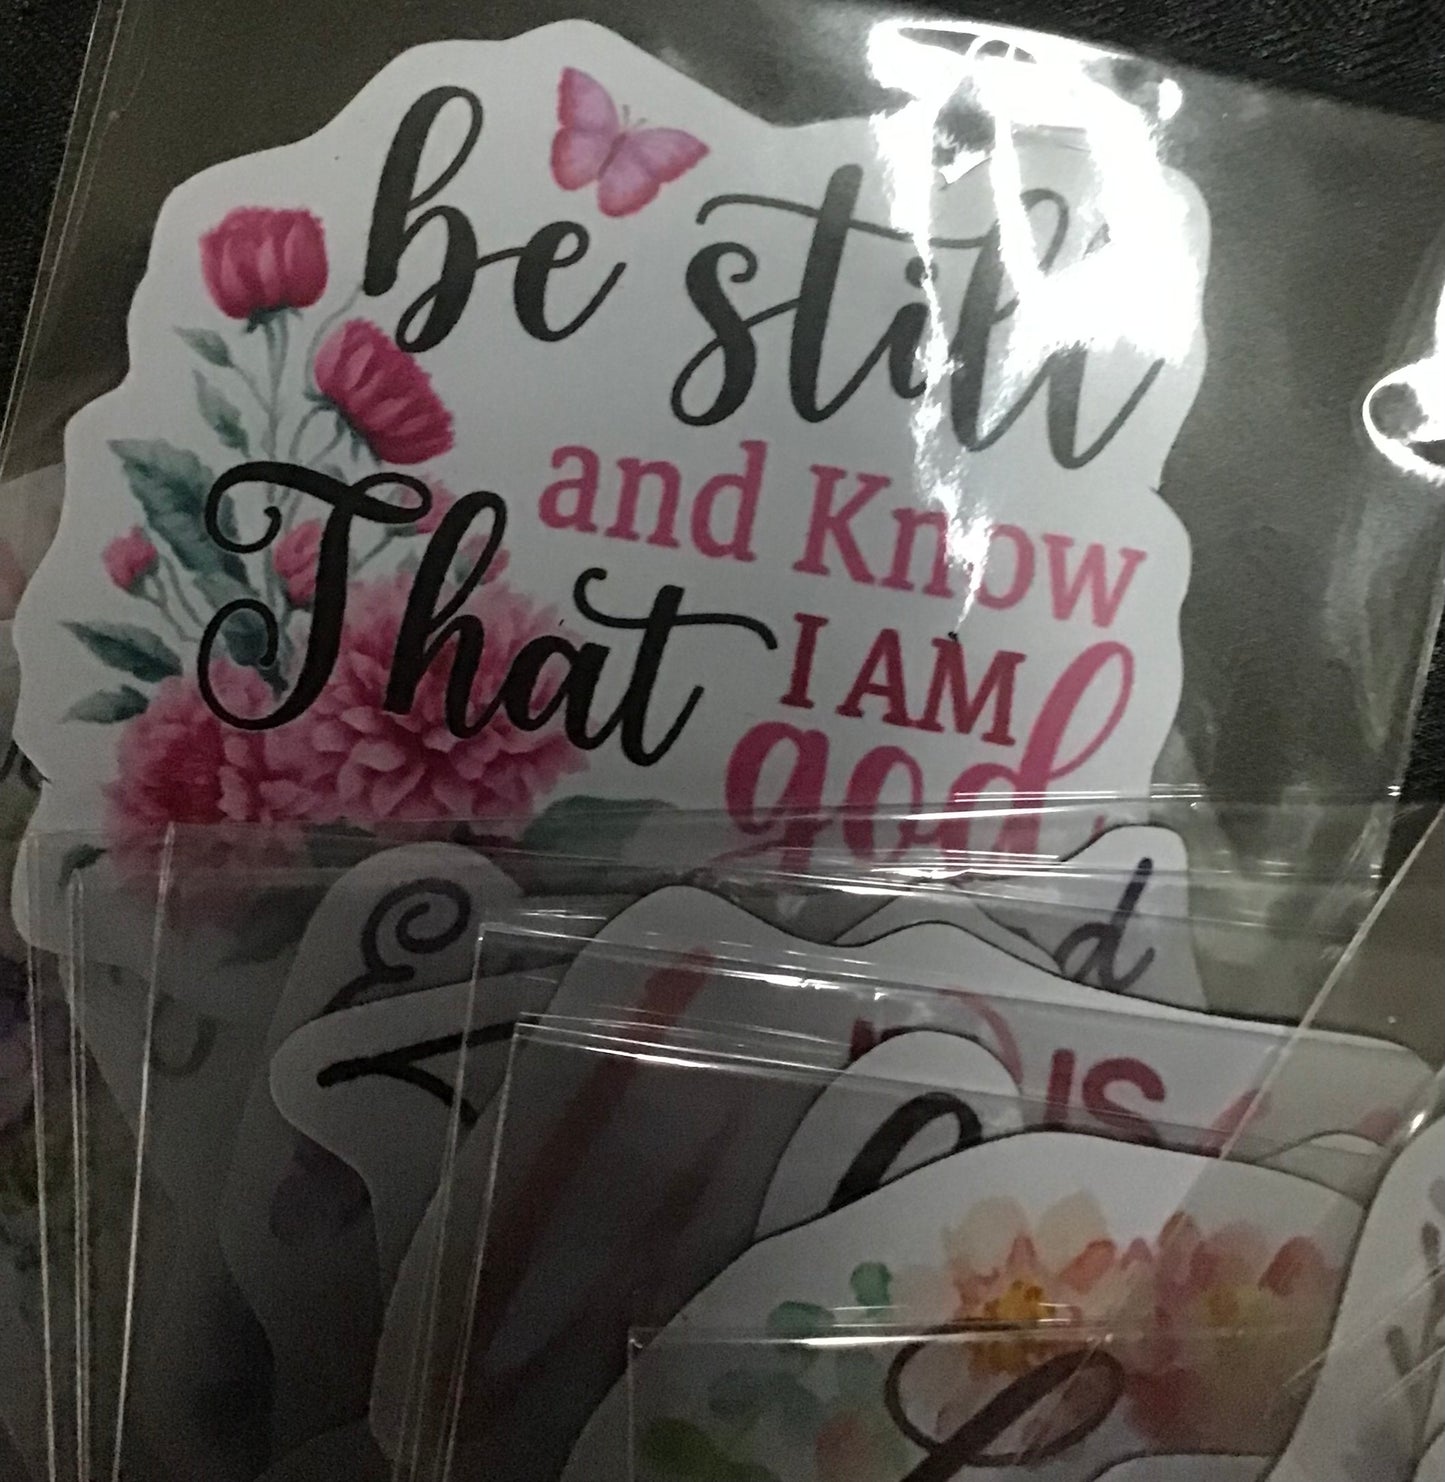 be still
and Know
That I AM
god
d
IS